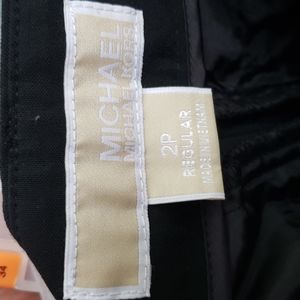 MICHAEL
MICHAEL KORS
2P
REGULAR
MADE IN VIETNAM